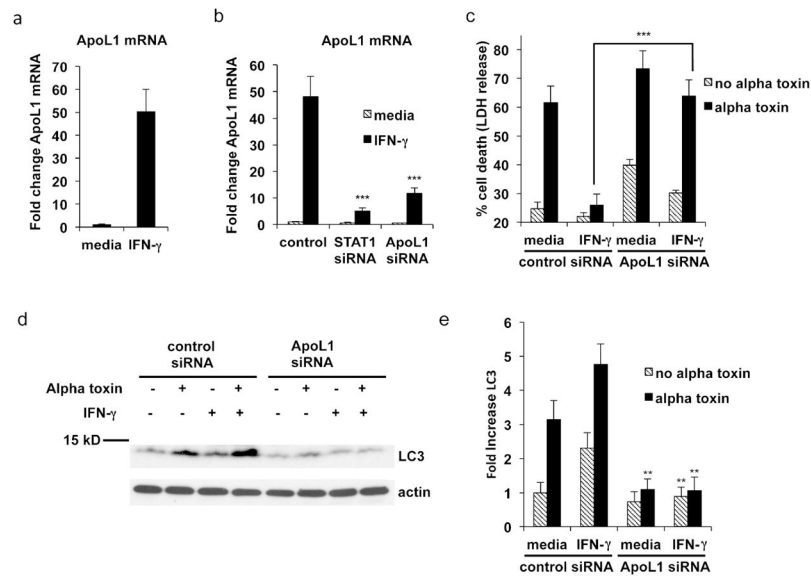 a
ApoL1 mRNA
Fold change ApoL1 mRNA
70
60
50
40
30
20
10
0
media IFN-γ
b
ApoL1 mRNA
Fold change ApoL1 mRNA
60
50
40
30
20
10
0
media
IFN-γ
***
***
control STAT1 ApoL1
siRNA siRNA
c
% cell death (LDH release)
80
70
60
50
40
30
20
***
no alpha toxin
alpha toxin
media IFN-γ media IFN-γ
control siRNA ApoL1 siRNA
d
control siRNA
ApoL1 siRNA
Alpha toxin - + - + - + - +
IFN-γ - - + + - - + +
15 kD
LC3
actin
e
Fold Increase LC3
6
5
4
3
2
1
0
no alpha toxin
alpha toxin
**
**
**
media IFN-γ media IFN-γ
control siRNA ApoL1 siRNA